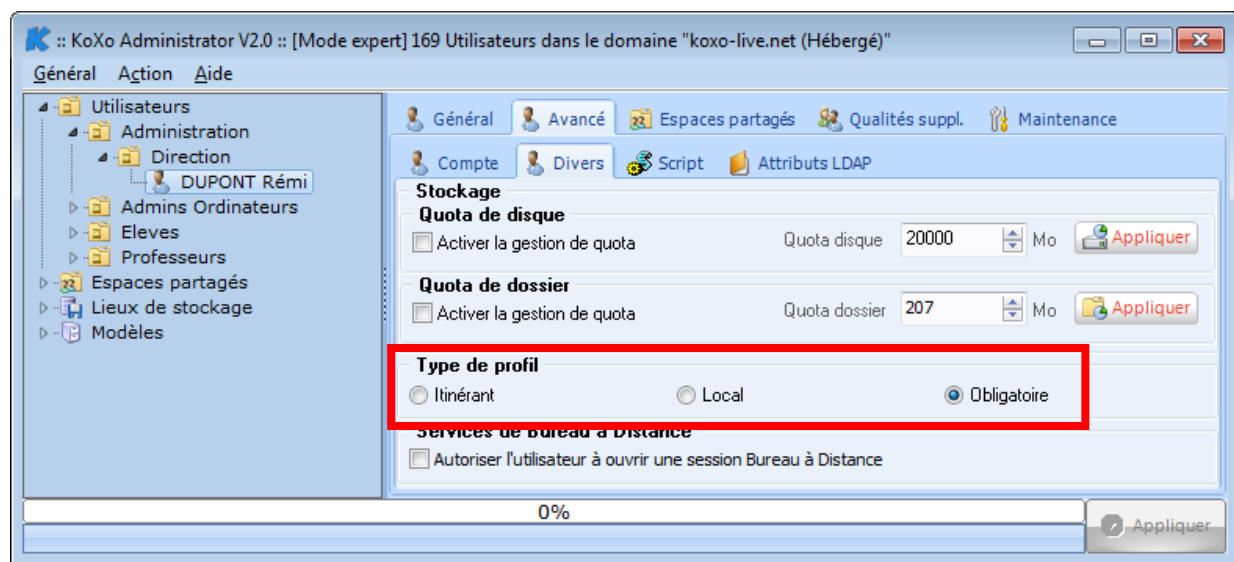 :: KoXo Administrator V2.0 :: [Mode expert] 169 Utilisateurs dans le domaine "koxo-live.net (Hébergé)"
Général Action Aide
Utilisateurs
Administration
Direction
DUPONT Rémi
Admins Ordinateurs
Eleves
Professeurs
Espaces partagés
Lieux de stockage
Modèles
Général Avancé Espaces partagés Qualités suppl. Maintenance
Compte Divers Script Attributs LDAP
Stockage
Quota de disque
Activer la gestion de quota Quota disque 20000 Mo Appliquer
Quota de dossier
Activer la gestion de quota Quota dossier 207 Mo Appliquer
Type de profil
Itinérant Local Obligatoire
Services de Bureau à Distance
Autoriser l'utilisateur à ouvrir une session Bureau à Distance
0%
Appliquer